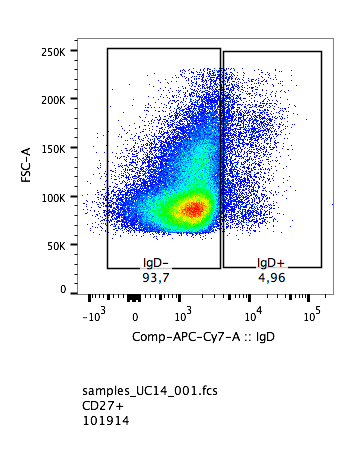 250K
200K
150K
100K
50K
0
FSC-A
IgD-
93,7
IgD+
4,96
-10³ 0 10³ 10⁴ 10⁵
Comp-APC-Cy7-A :: IgD
samples_UC14_001.fcs
CD27+
101914